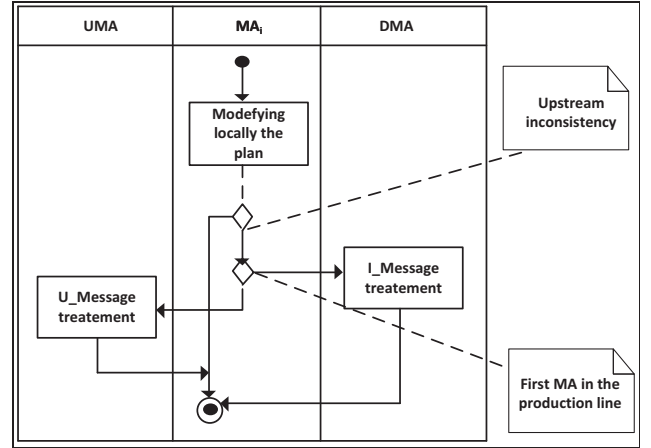 UMA
MAi
DMA
Modefying
locally the
plan
Upstream
inconsistency
U_Message
treatement
I_Message
treatement
First MA in the
production line